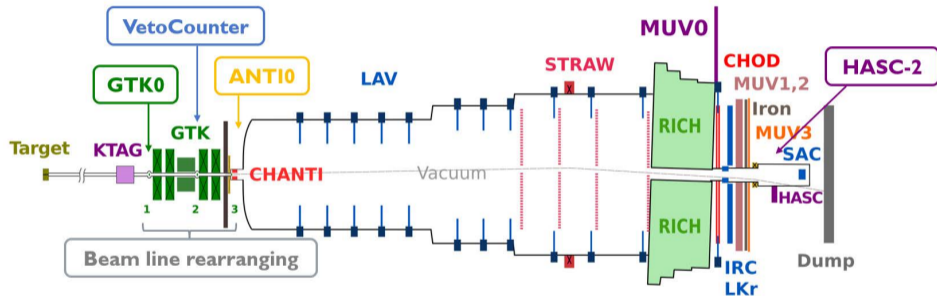 VetoCounter
MUV0
GTK0
ANTI0
LAV
STRAW
CHOD
HASC-2
MUV1,2
Iron
GTK
RICH
MUV3
Target
KTAG
SAC
CHANTI
Vacuum
HASC
1
2
3
RICH
Beam line rearranging
IRC
Dump
LKr